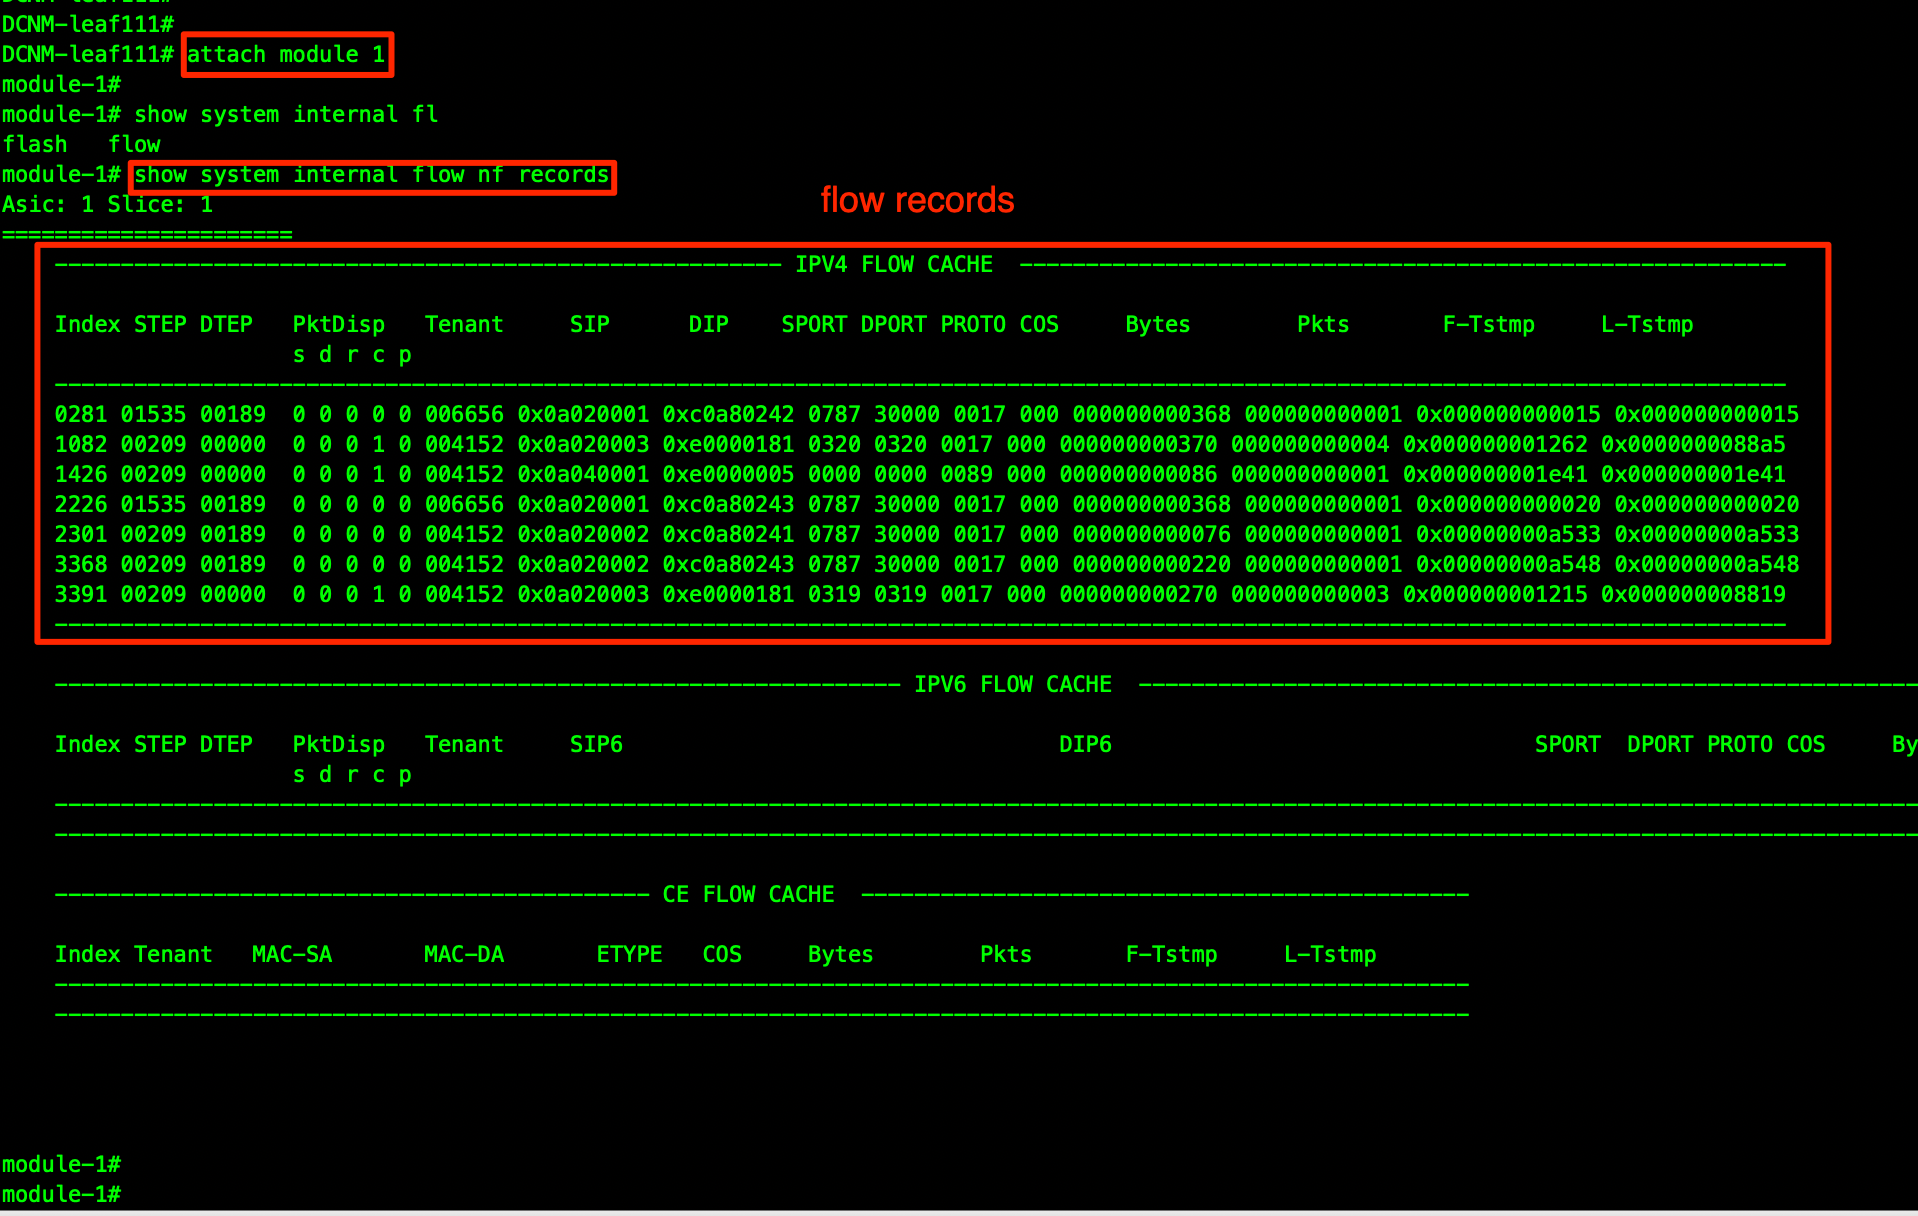 DCNM-leaf111#
DCNM-leaf111# attach module 1
module-1#
module-1# show system internal fl
flash   flow
module-1# show system internal flow nf records
flow records
Asic: 1 Slice: 1
======================
------------------------------------------------------- IPV4 FLOW CACHE ----------------------------------------------------------
Index STEP DTEP   PktDisp   Tenant     SIP      DIP    SPORT DPORT PROTO COS     Bytes        Pkts       F-Tstmp     L-Tstmp
s d r c p
0281 01535 00189  0 0 0 0 0 006656 0x0a020001 0xc0a80242 0787 30000 0017 000 000000000368 000000000001 0x000000000015 0x000000000015
1082 00209 00000  0 0 0 1 0 004152 0x0a020003 0xe0000181 0320 0320 0017 000 000000000370 000000000004 0x000000001262 0x0000000088a5
1426 00209 00000  0 0 0 1 0 004152 0x0a040001 0xe0000005 0000 0000 0089 000 000000000086 000000000001 0x000000001e41 0x000000001e41
2226 01535 00189  0 0 0 0 0 006656 0x0a020001 0xc0a80243 0787 30000 0017 000 000000000368 000000000001 0x000000000020 0x000000000020
2301 00209 00189  0 0 0 0 0 004152 0x0a020002 0xc0a80241 0787 30000 0017 000 000000000076 000000000001 0x00000000a533 0x00000000a533
3368 00209 00189  0 0 0 0 0 004152 0x0a020002 0xc0a80243 0787 30000 0017 000 000000000220 000000000001 0x00000000a548 0x00000000a548
3391 00209 00000  0 0 0 1 0 004152 0x0a020003 0xe0000181 0319 0319 0017 000 000000000270 000000000003 0x000000001215 0x000000008819
---------------------------------------------------------------- IPV6 FLOW CACHE -----------------------------------------------------------
Index STEP DTEP   PktDisp   Tenant     SIP6      DIP6      SPORT  DPORT PROTO COS     By
s d r c p
--------------------------------------------- CE FLOW CACHE ----------------------------------------------
Index Tenant   MAC-SA       MAC-DA       ETYPE   COS     Bytes        Pkts       F-Tstmp     L-Tstmp
module-1#
module-1#